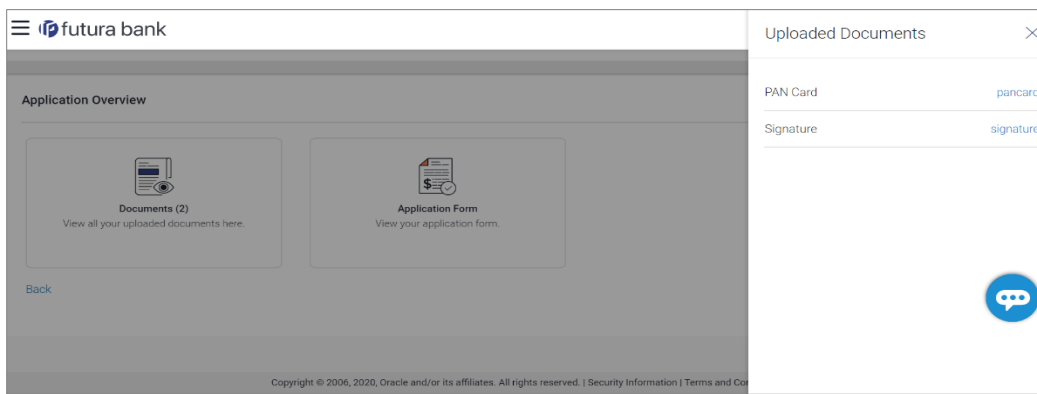 futura bank
Application Overview
Documents (2)
View all your uploaded documents here.
Application Form
View your application form.
Back
Copyright © 2006, 2020, Oracle and/or its affiliates. All rights reserved. | Security Information | Terms and Co
Uploaded Documents
PAN Card pancard
Signature signature